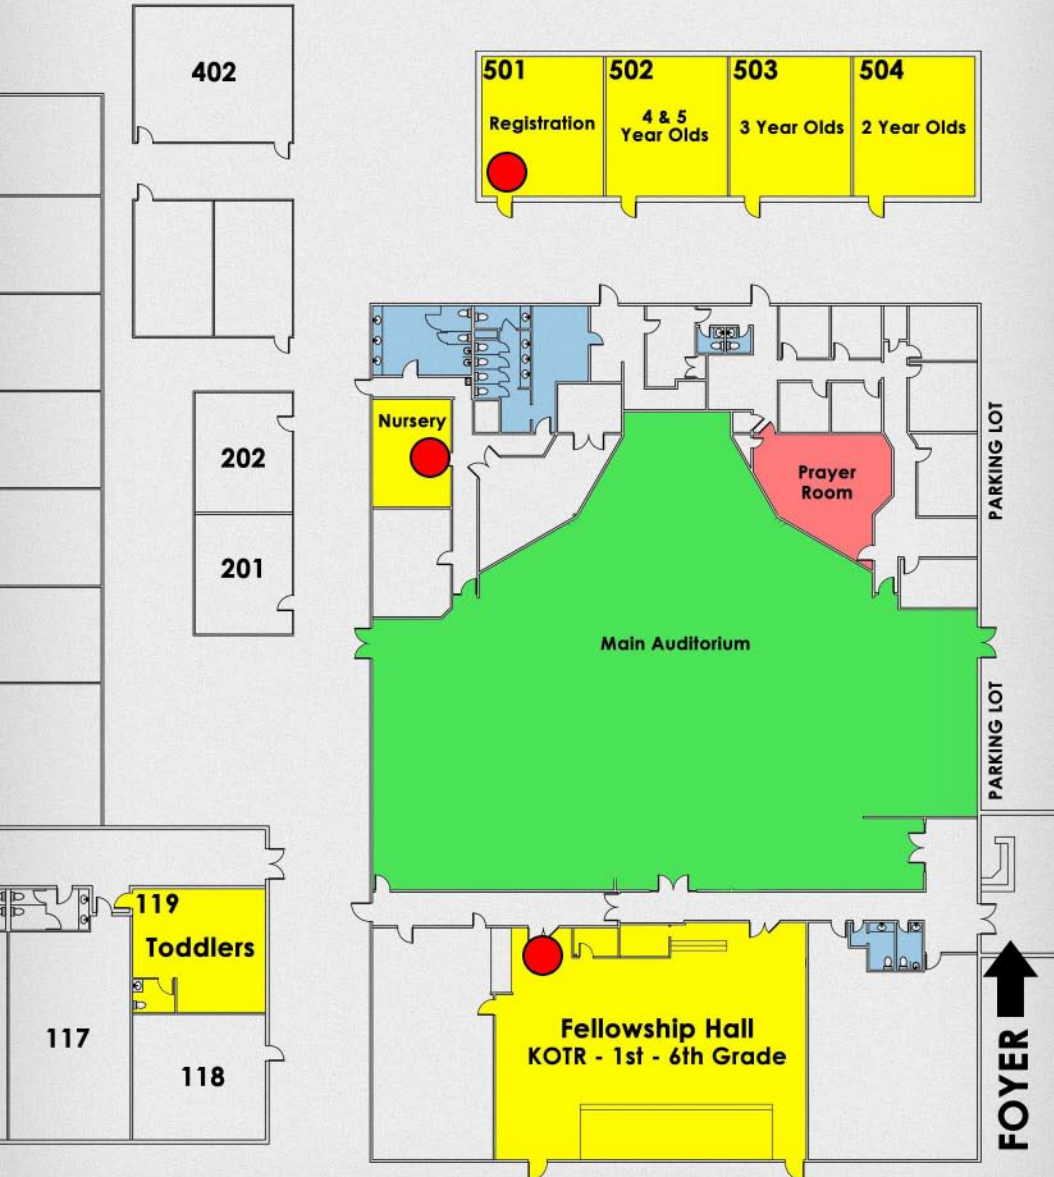 402
501
502
503
504
Registration
4 & 5
Year Olds
3 Year Olds
2 Year Olds
Nursery
202
201
Prayer
Room
PARKING LOT
Main Auditorium
PARKING LOT
119
Toddlers
117
118
Fellowship Hall
KOTR - 1st - 6th Grade
FOYER